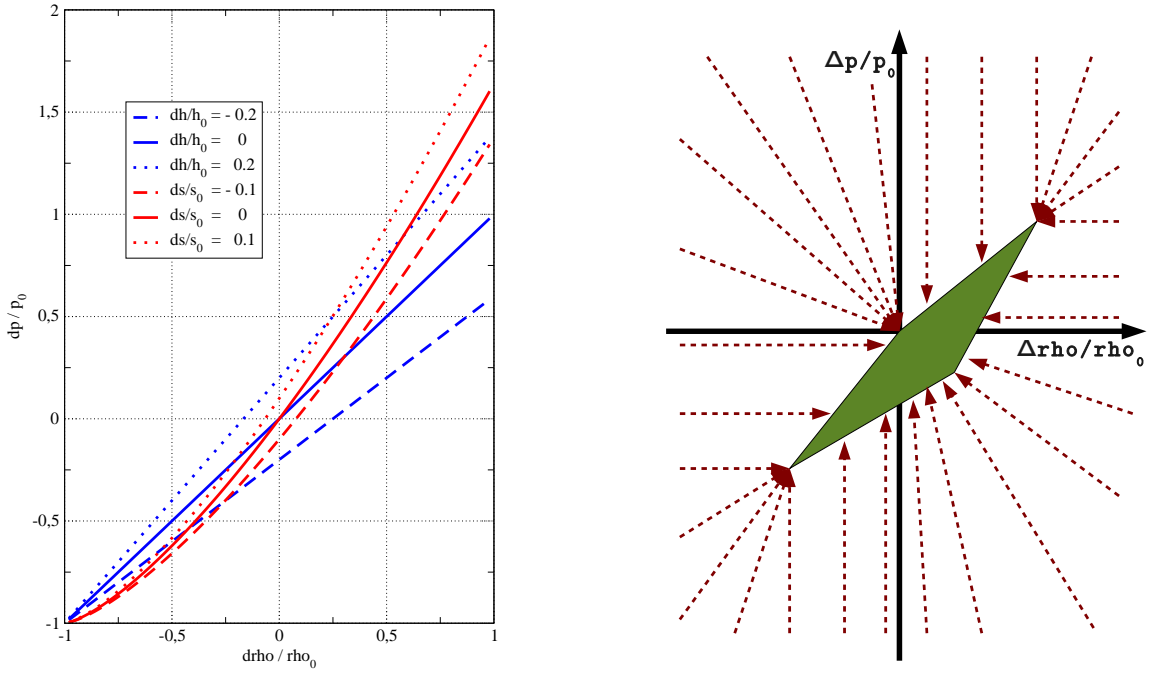 2
1,5
1
0,5
0
-0,5
-1
dp / p0
dh/h0 = - 0.2
dh/h0 = 0
dh/h0 = 0.2
ds/s0 = - 0.1
ds/s0 = 0
ds/s0 = 0.1
-1 -0,5 0 0,5 1
drho / rho0
Δp/p0
Δrho/rho0